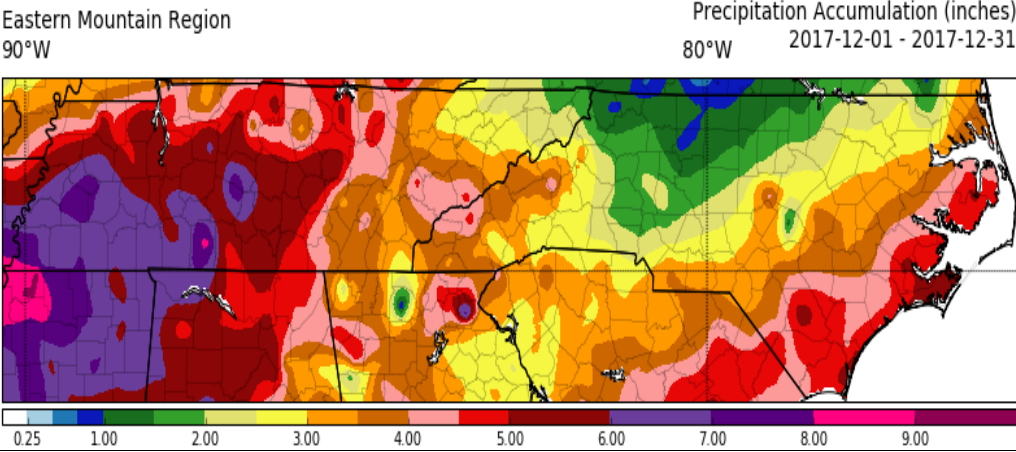 Eastern Mountain Region
Precipitation Accumulation (inches)
90°W
80°W
2017-12-01 - 2017-12-31
0.25 1.00 2.00 3.00 4.00 5.00 6.00 7.00 8.00 9.00